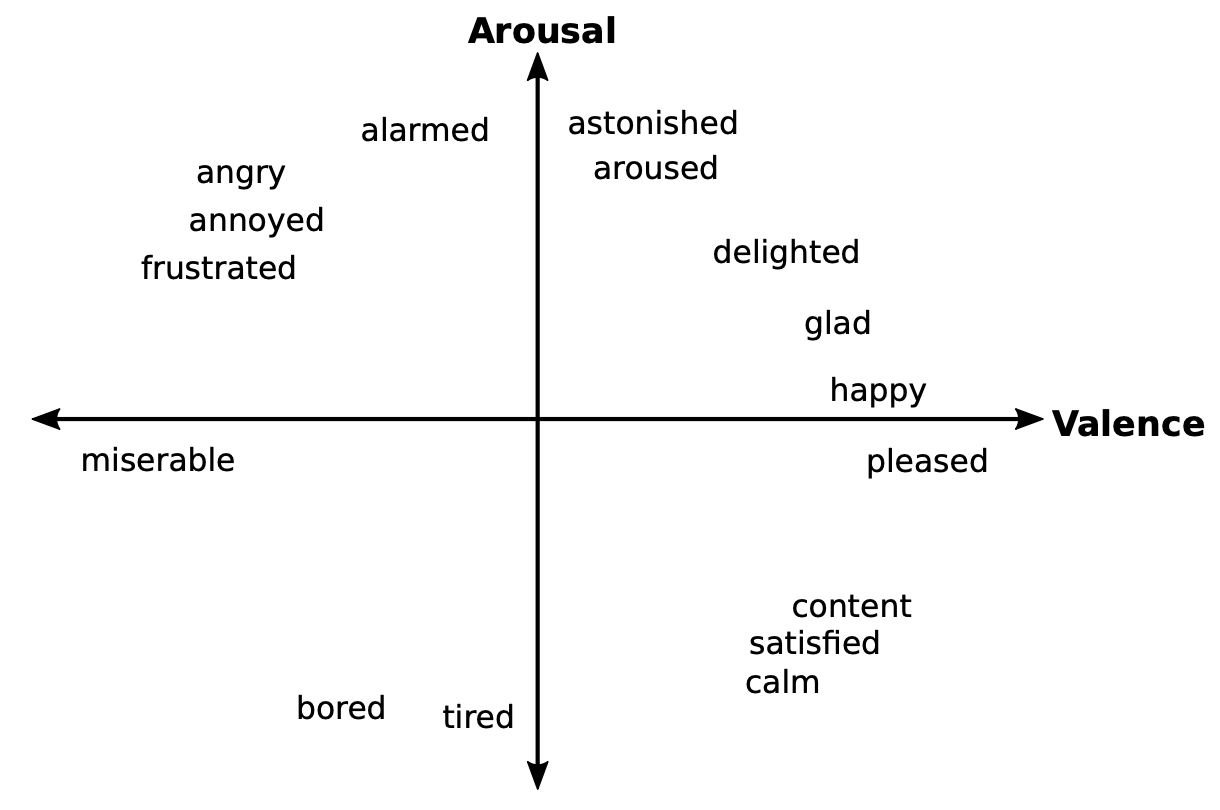 Arousal
alarmed
astonished
angry
aroused
annoyed
delighted
frustrated
glad
happy
Valence
miserable
pleased
content
satisfied
calm
bored
tired